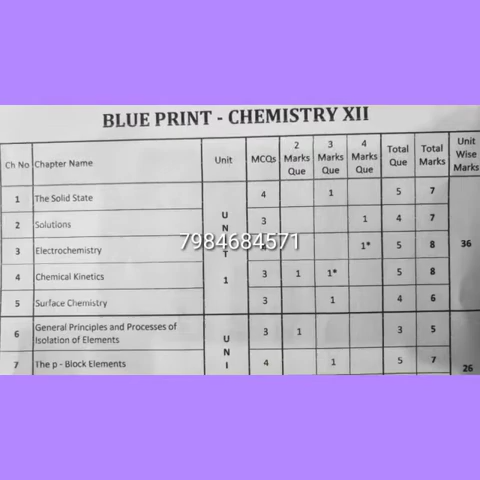 BLUE PRINT - CHEMISTRY XII
Ch No Chapter Name Unit MCQs 2 Marks Que 3 Marks Que 4 Marks Que Total Que Total Marks Unit Wise Marks
1 The Solid State 4 1 5 7
2 Solutions 3 1 4 7
3 Electrochemistry 1* 5 8
4 Chemical Kinetics 3 1 1* 5 8
5 Surface Chemistry 3 1 4 6
UNIT 1
36
7984684571
6 General Principles and Processes of
Isolation of Elements 3 1 3 5
7 The p - Block Elements 4 1 5 7
U
N
I
26